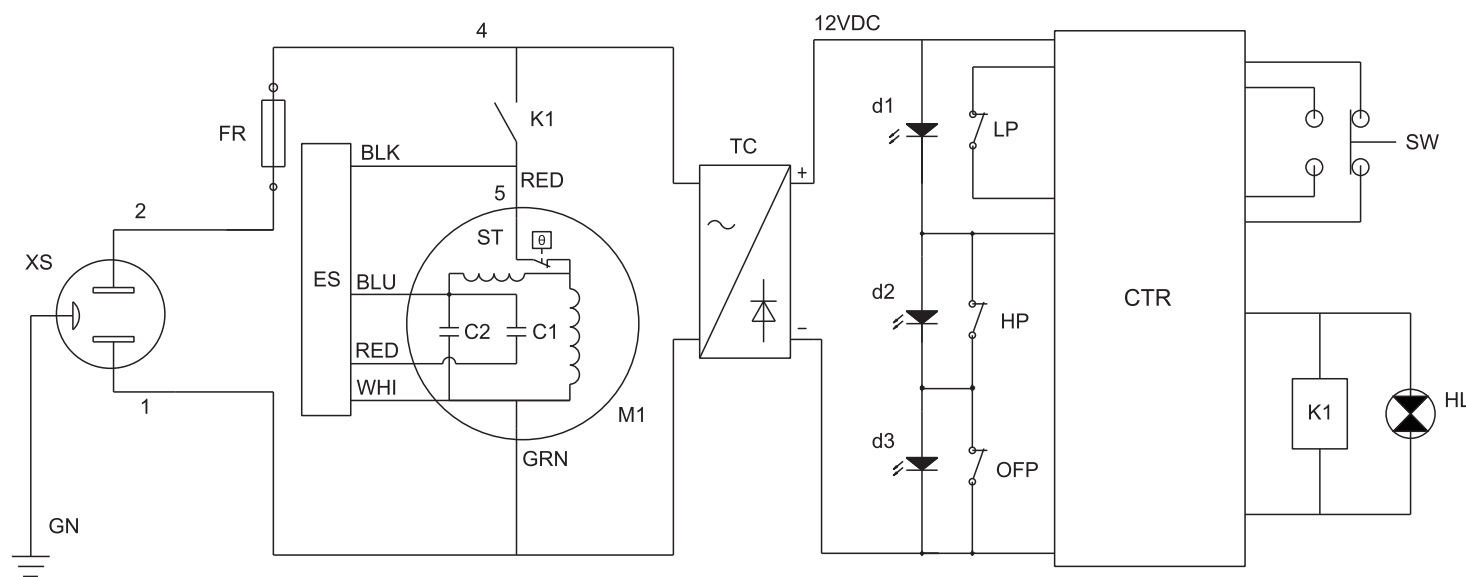 4
12VDC
d1
FR
K1
LP
TC
SW
BLK
+
RED
5
2
ST
θ
XS
ES
BLU
d2
CTR
HP
C2
C1
−
RED
WHI
1
M1
K1
HL
GRN
d3
OFP
GN